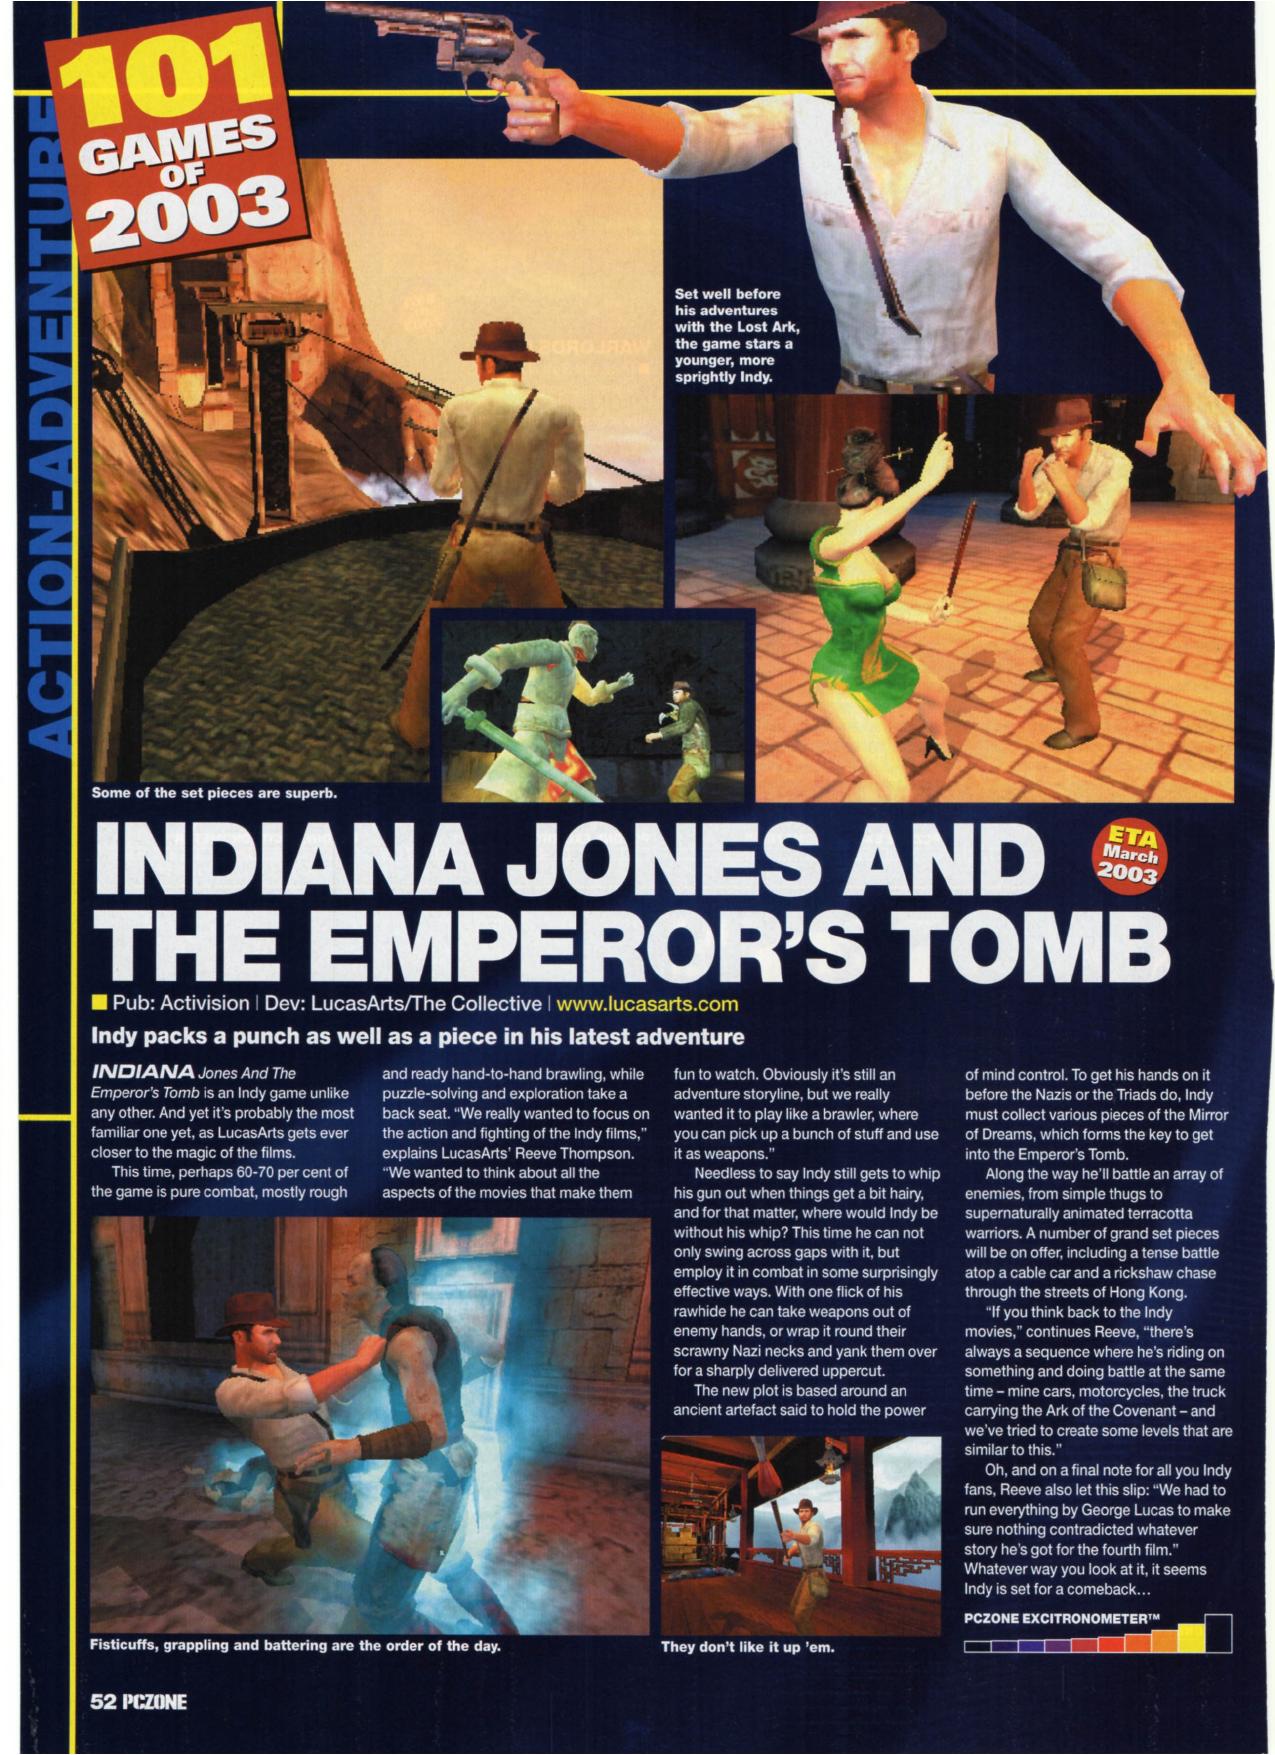 101
GAMES
OF
2003
ACTION-ADVENTURE
Set well before
his adventures
with the Lost Ark,
the game stars a
younger, more
sprightly Indy.
Some of the set pieces are superb.
INDIANA JONES AND
THE EMPEROR'S TOMB
ETA
March
2003
Pub: Activision | Dev: LucasArts/The Collective | www.lucasarts.com
Indy packs a punch as well as a piece in his latest adventure
INDIANA Jones And The
Emperor's Tomb is an Indy game unlike
any other. And yet it's probably the most
familiar one yet, as LucasArts gets ever
closer to the magic of the films.
This time, perhaps 60-70 per cent of
the game is pure combat, mostly rough
and ready hand-to-hand brawling, while
puzzle-solving and exploration take a
back seat. "We really wanted to focus on
the action and fighting of the Indy films,"
explains LucasArts' Reeve Thompson.
"We wanted to think about all the
aspects of the movies that make them
fun to watch. Obviously it's still an
adventure storyline, but we really
wanted it to play like a brawler, where
you can pick up a bunch of stuff and use
it as weapons."
Needless to say Indy still gets to whip
his gun out when things get a bit hairy,
and for that matter, where would Indy be
without his whip? This time he can not
only swing across gaps with it, but
employ it in combat in some surprisingly
effective ways. With one flick of his
rawhide he can take weapons out of
enemy hands, or wrap it round their
scrawny Nazi necks and yank them over
for a sharply delivered uppercut.
The new plot is based around an
ancient artefact said to hold the power
of mind control. To get his hands on it
before the Nazis or the Triads do, Indy
must collect various pieces of the Mirror
of Dreams, which forms the key to get
into the Emperor's Tomb.
Along the way he'll battle an array of
enemies, from simple thugs to
supernaturally animated terracotta
warriors. A number of grand set pieces
will be on offer, including a tense battle
atop a cable car and a rickshaw chase
through the streets of Hong Kong.
"If you think back to the Indy
movies," continues Reeve, "there's
always a sequence where he's riding on
something and doing battle at the same
time – mine cars, motorcycles, the truck
carrying the Ark of the Covenant – and
we've tried to create some levels that are
similar to this."
Oh, and on a final note for all you Indy
fans, Reeve also let this slip: "We had to
run everything by George Lucas to make
sure nothing contradicted whatever
story he's got for the fourth film."
Whatever way you look at it, it seems
Indy is set for a comeback...
PCZONE EXCITRONOMETER™
Fisticuffs, grappling and battering are the order of the day.
They don't like it up 'em.
52 PCZONE